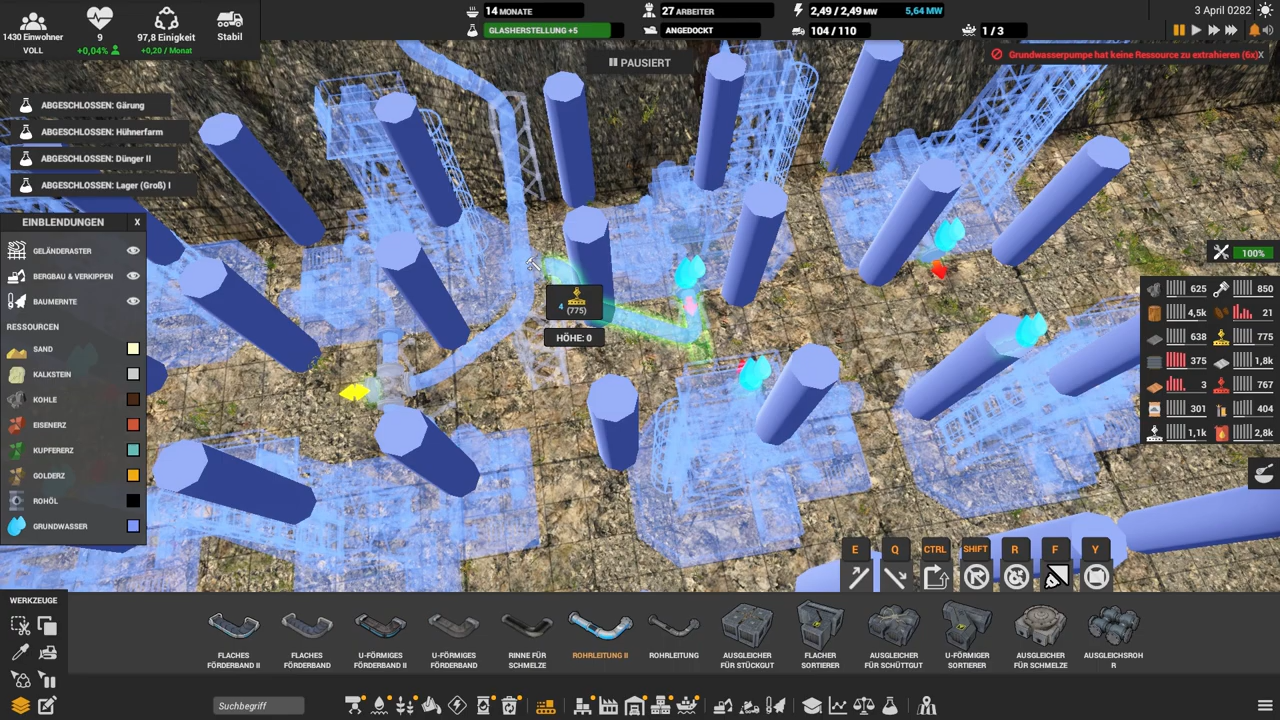 1430 Einwohner
VOLL
9
+0,04%
97,8 Einigkeit
+0,20 / Monat
Stabil
14 MONATE
GLASHERSTELLUNG +5
27 ARBEITER
ANGEDOCKT
2,49 / 2,49 MW
5,64 MW
104 / 110
1 / 3
3 April 0282
PAUSIERT
Grundwasserpumpe hat keine Ressource zu extrahieren (6x)
X
ABGESCHLOSSEN: Gärung
ABGESCHLOSSEN: Hühnerfarm
ABGESCHLOSSEN: Dünger II
ABGESCHLOSSEN: Lager (Groß) I
EINBLENDUNGEN
X
GELÄNDERASTER
BERGBAU & VERKIPPEN
BAUMERNTE
RESSOURCEN
SAND
KALKSTEIN
KOHLE
EISENERZ
KUPFERERZ
GOLDERZ
ROHÖL
GRUNDWASSER
4
(775)
HÖHE: 0
100%
625
850
4,5k
21
638
775
375
1,8k
3
767
301
404
1,1k
2,8k
E
Q
CTRL
SHIFT
R
F
Y
WERKZEUGE
FLACHES FÖRDERBAND II
FLACHES FÖRDERBAND
U-FÖRMIGES FÖRDERBAND II
U-FÖRMIGES FÖRDERBAND
RINNE FÜR SCHMELZE
ROHRLEITUNG II
ROHRLEITUNG
AUSGLEICHER FÜR STÜCKGUT
FLACHER SORTIERER
AUSGLEICHER FÜR SCHÜTTGUT
U-FÖRMIGER SORTIERER
AUSGLEICHER FÜR SCHMELZE
AUSGLEICHSROH
R
Suchbegriff